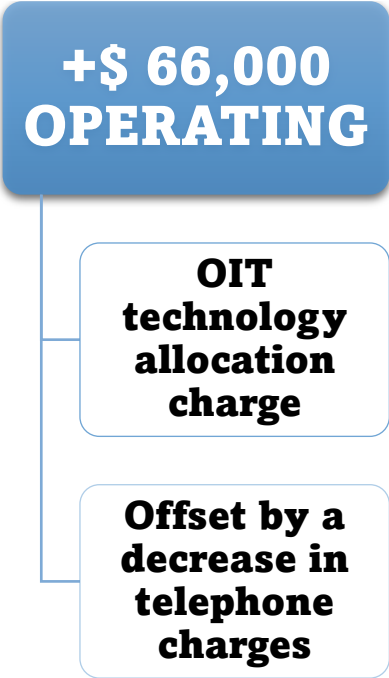 +$ 66,000
OPERATING
OIT
technology
allocation
charge
Offset by a
decrease in
telephone
charges